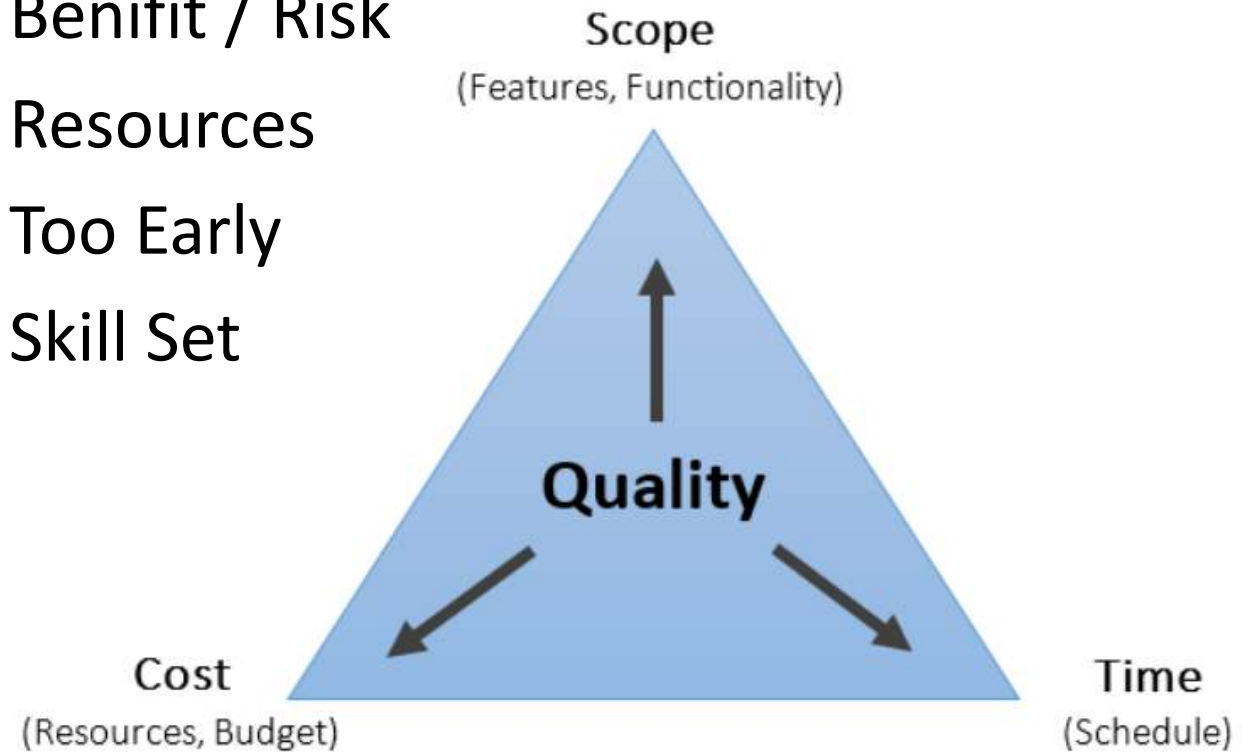 Benifit / Risk
Resources
Too Early
Skill Set
Scope
(Features, Functionality)
Quality
Cost
(Resources, Budget)
Time
(Schedule)